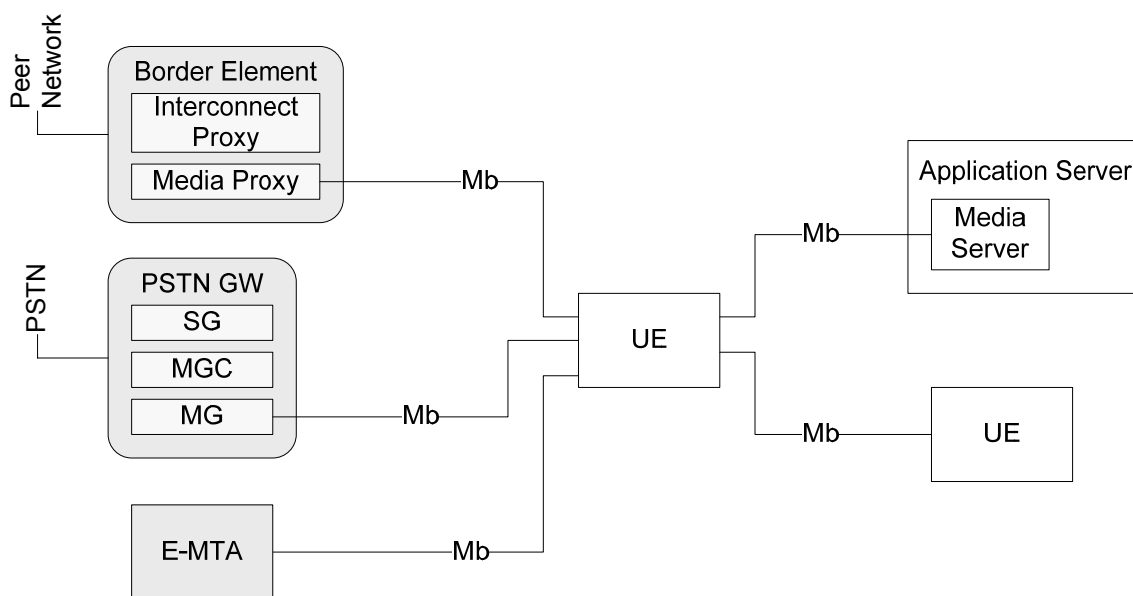 Peer
Network
Border Element
Interconnect
Proxy
Media Proxy
Mb
Application Server
Media
Server
Mb
PSTN
PSTN GW
SG
MGC
MG
Mb
UE
Mb
UE
E-MTA
Mb